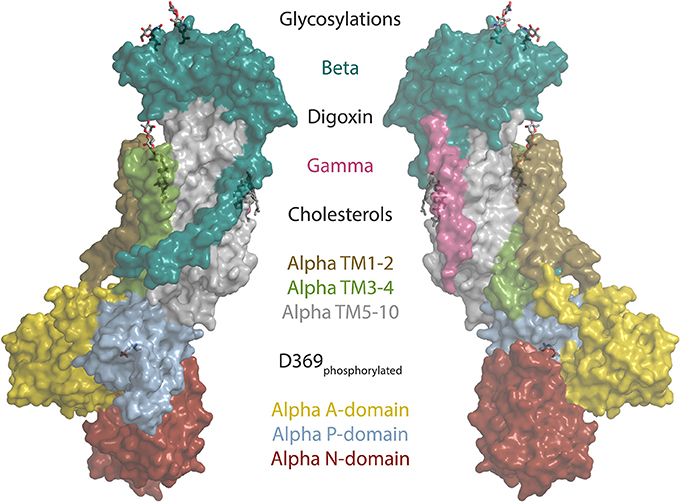 Glycosylations
Beta
Digoxin
Gamma
Cholesterols
Alpha TM1-2
Alpha TM3-4
Alpha TM5-10
D369phosphorylated
Alpha A-domain
Alpha P-domain
Alpha N-domain